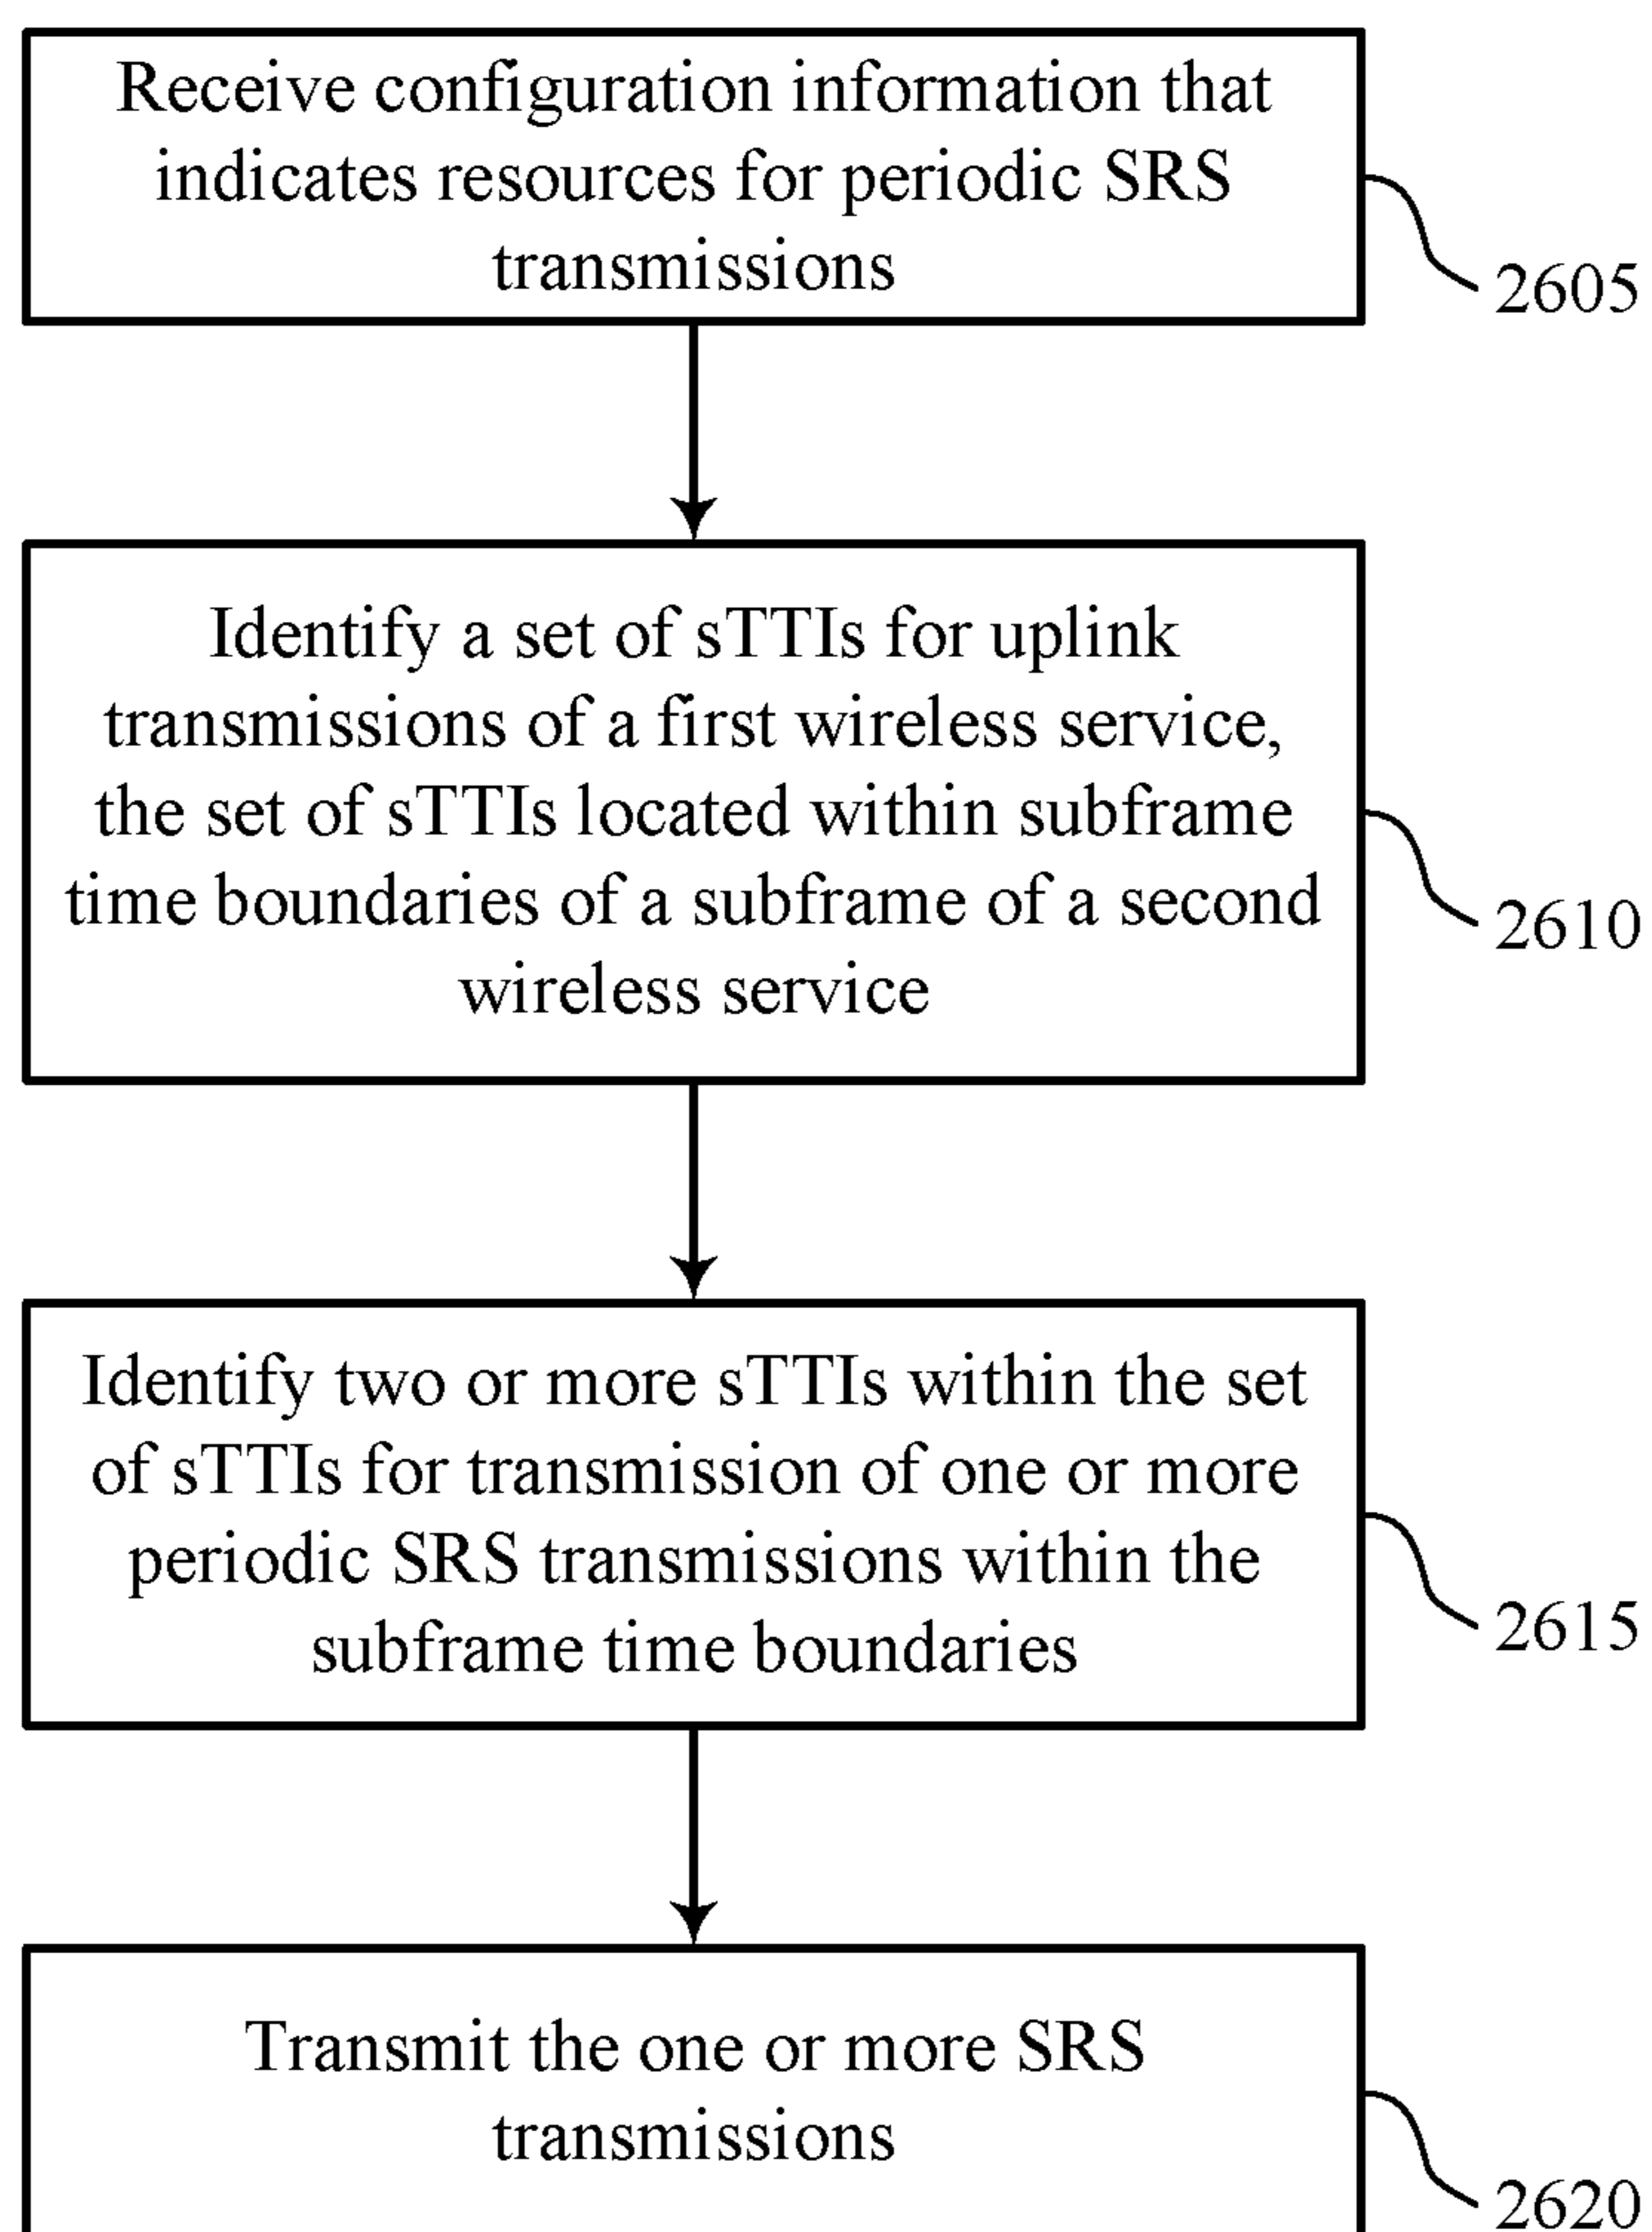 Receive configuration information that
indicates resources for periodic SRS
transmissions
2605
Identify a set of sTTIs for uplink
transmissions of a first wireless service,
the set of sTTIs located within subframe
time boundaries of a subframe of a second
wireless service
2610
Identify two or more sTTIs within the set
of sTTIs for transmission of one or more
periodic SRS transmissions within the
subframe time boundaries
2615
Transmit the one or more SRS
transmissions
2620